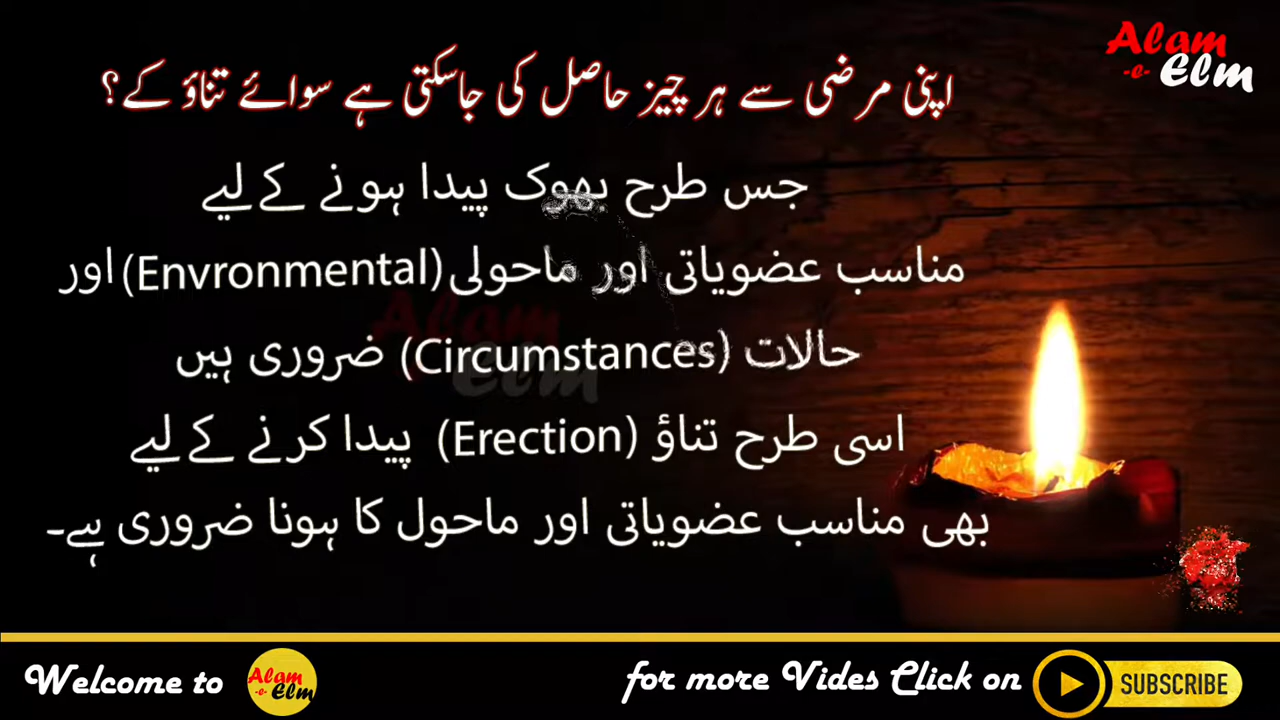 Alam
-e- Elm
اپنی مرضی سے ہر چیز حاصل کی جاسکتی ہے سوائے تناؤ کے؟
جس طرح بھوک پیدا ہونے کے لیے
مناسب عضویاتی اور ماحولی (Envronmental) اور
حالات (Circumstances) ضروری ہیں
اسی طرح تناؤ (Erection) پیدا کرنے کے لیے
بھی مناسب عضویاتی اور ماحول کا ہونا ضروری ہے۔
Alam
Elm
Welcome to
Alam
-e- Elm
for more Vides Click on
SUBSCRIBE